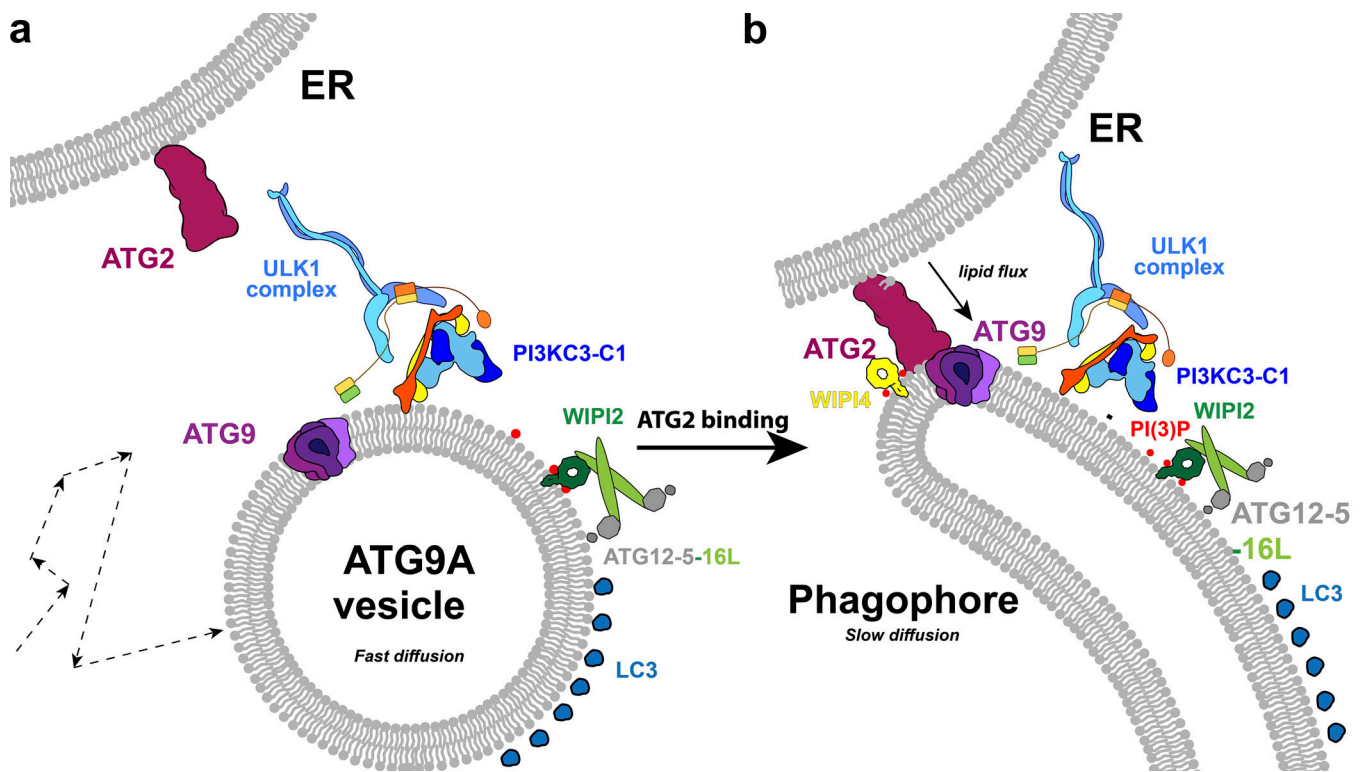 a
ER
ATG2
ULK1
complex
PI3KC3-C1
ATG9
WIPI2
ATG12-5-16L
ATG9A
vesicle
Fast diffusion
LC3
ATG2 binding
b
ER
lipid flux
ULK1
complex
ATG9
ATG2
WIPI4
PI3KC3-C1
WIPI2
PI(3)P
ATG12-5
-16L
LC3
Phagophore
Slow diffusion